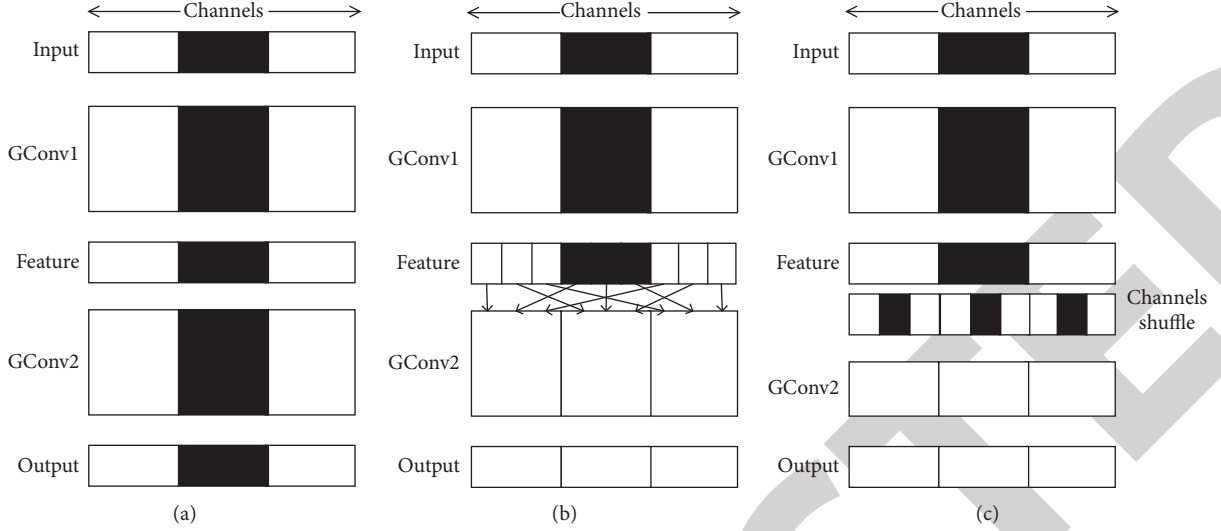 Channels
Input
GConv1
Feature
GConv2
Output
(a)
Channels
Input
GConv1
Feature
GConv2
Output
(b)
Channels
Input
GConv1
Feature
Channels
shuffle
GConv2
Output
(c)